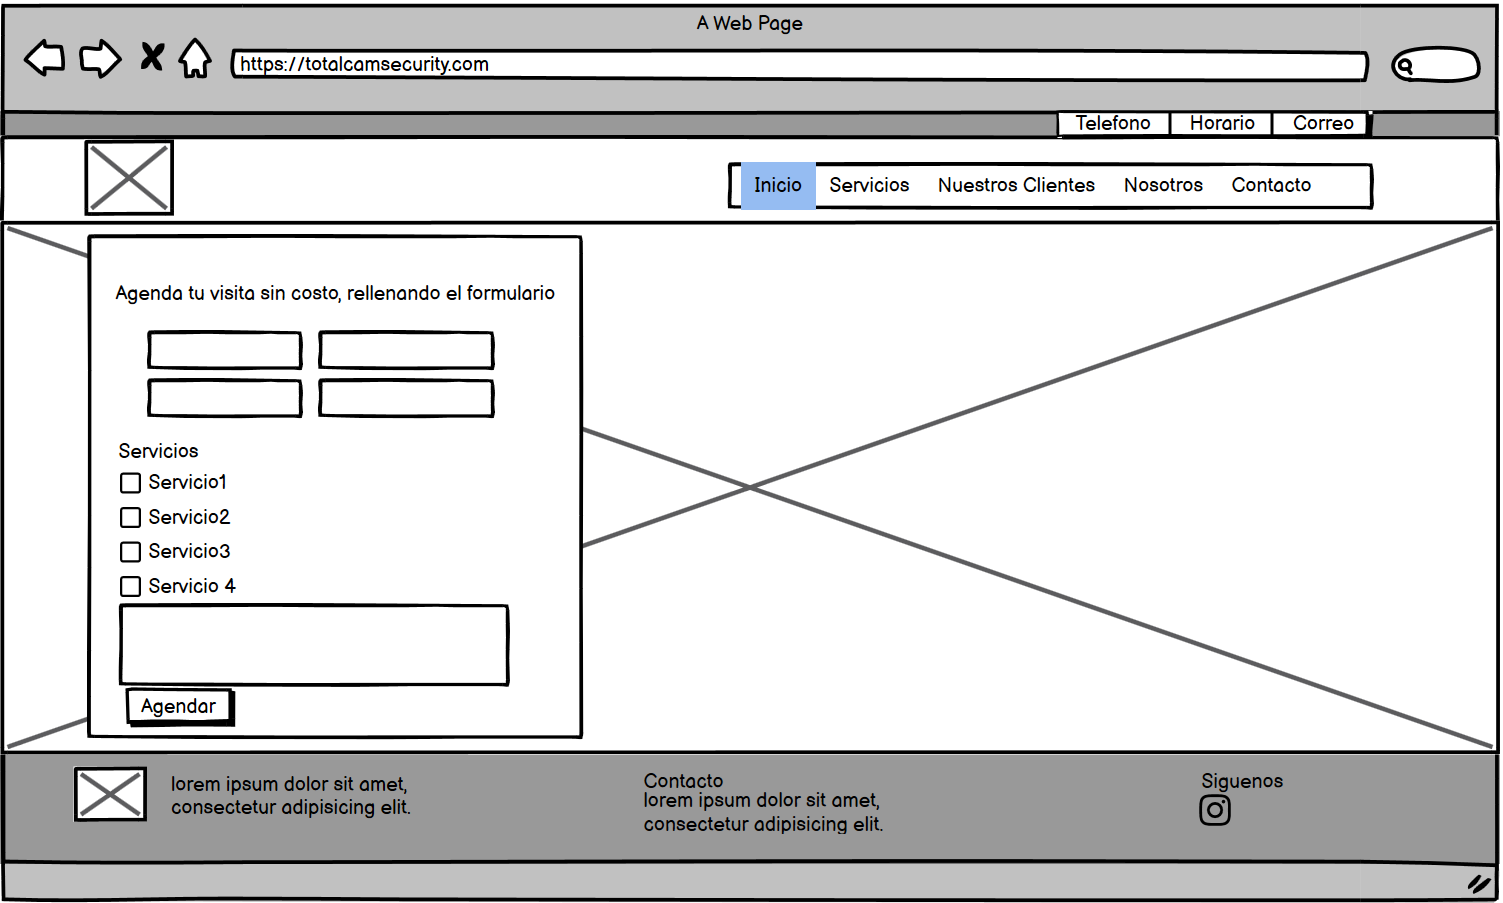 A Web Page
https://totalcamsecurity.com
Telefono Horario Correo
Inicio Servicios Nuestros Clientes Nosotros Contacto
Agenda tu visita sin costo, rellenando el formulario
Servicios
Servicio1
Servicio2
Servicio3
Servicio 4
Agendar
lorem ipsum dolor sit amet,
consectetur adipisicing elit.
Contacto
lorem ipsum dolor sit amet,
consectetur adipisicing elit.
Siguenos